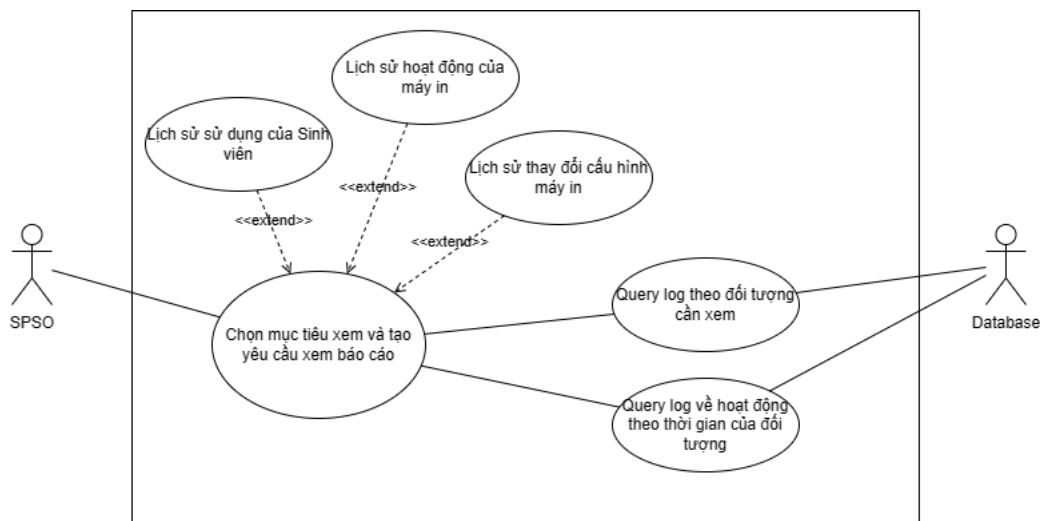 Lịch sử hoạt động của
máy in
Lịch sử sử dụng của Sinh
viên
Lịch sử thay đổi cấu hình
máy in
<<extend>>
<<extend>>
<<extend>>
SPSO
Chọn mục tiêu xem và tạo
yêu cầu xem báo cáo
Query log theo đối tượng
cần xem
Database
Query log về hoạt động
theo thời gian của đối
tượng